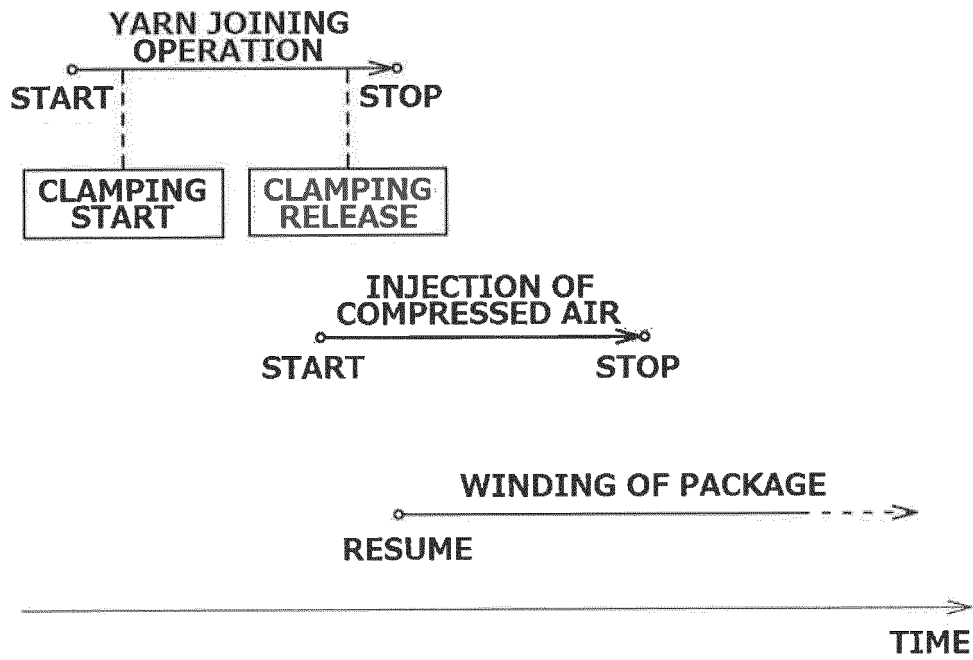 YARN JOINING
OPERATION
START
STOP
CLAMPING
START
CLAMPING
RELEASE
INJECTION OF
COMPRESSED AIR
START
STOP
WINDING OF PACKAGE
RESUME
TIME